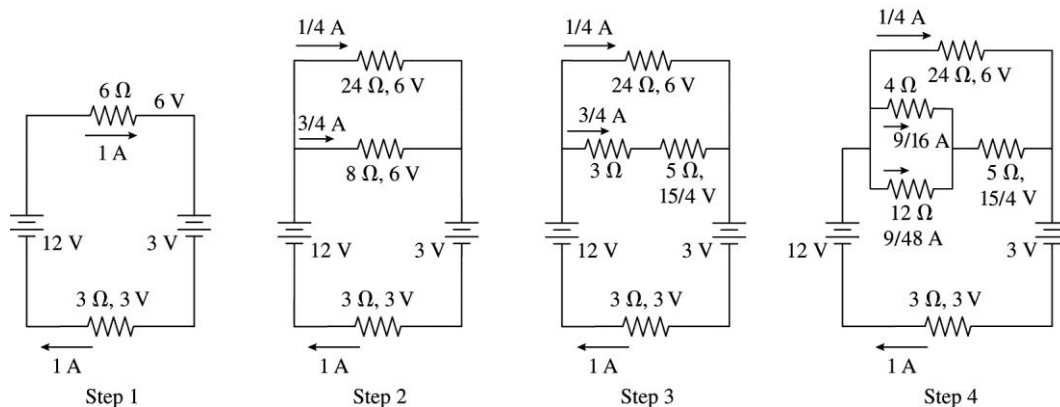 6 Ω
6 V
1 A
12 V
3 V
3 Ω, 3 V
1 A
Step 1
1/4 A
24 Ω, 6 V
3/4 A
8 Ω, 6 V
12 V
3 V
3 Ω, 3 V
1 A
Step 2
1/4 A
24 Ω, 6 V
3/4 A
3 Ω
5 Ω,
15/4 V
12 V
3 V
3 Ω, 3 V
1 A
Step 3
1/4 A
24 Ω, 6 V
4 Ω
9/16 A
5 Ω,
15/4 V
12 Ω
9/48 A
12 V
3 V
3 Ω, 3 V
1 A
Step 4